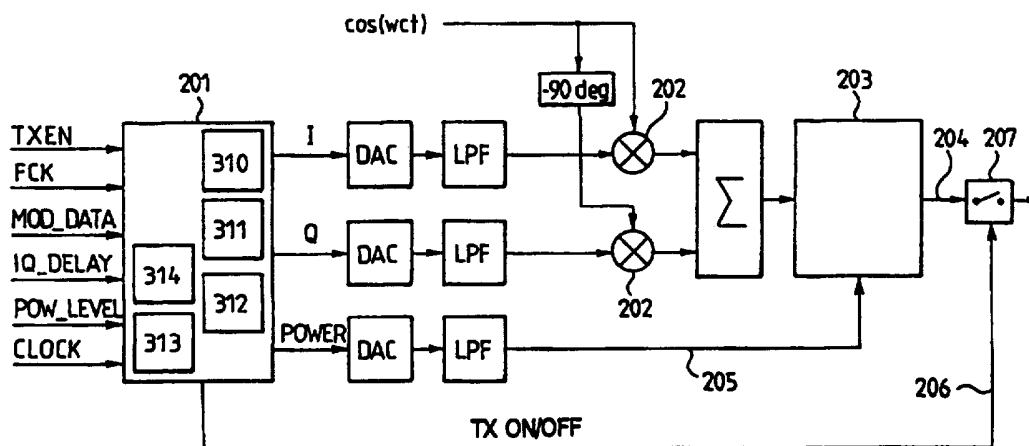 cos(wct)
201
-90 deg
202
203
TXEN
310
I
DAC
LPF
204
207
FCK
MOD_DATA
311
Q
DAC
LPF
Σ
IQ_DELAY
314
202
POW_LEVEL
312
POWER
DAC
LPF
CLOCK
313
205
206
TX ON/OFF